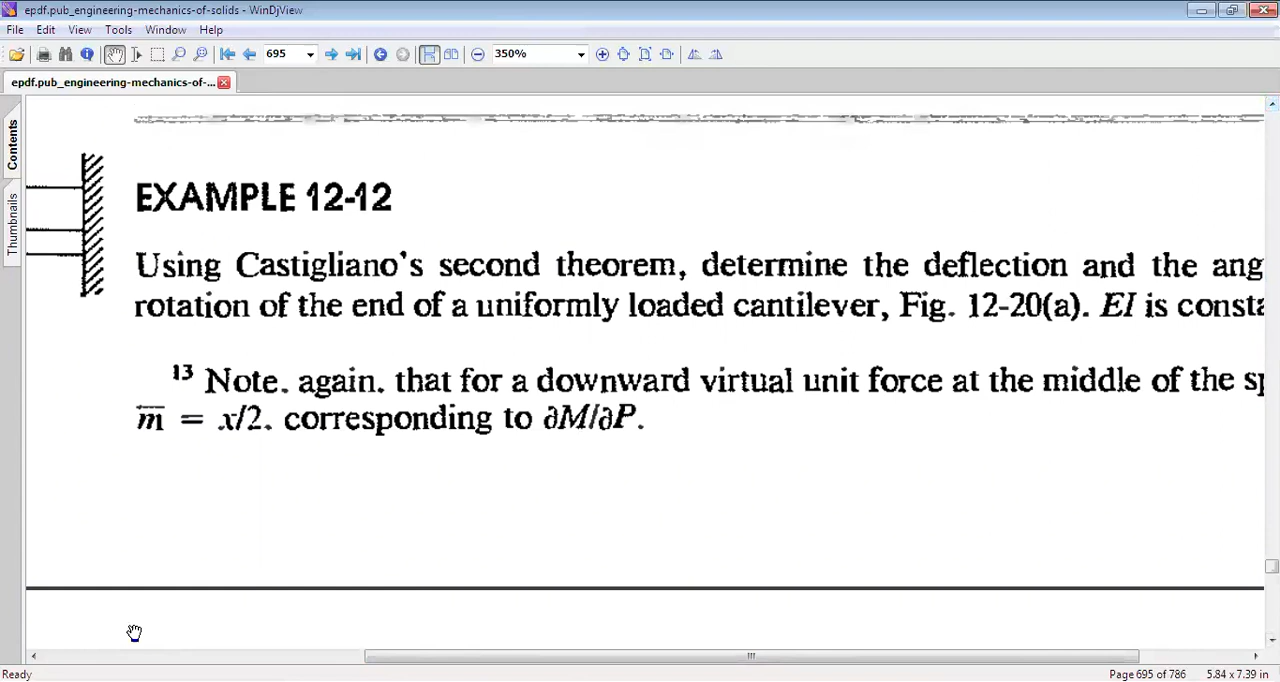 epdf.pub_engineering-mechanics-of-solids - WinDjView
File Edit View Tools Window Help
695 350%
epdf.pub_engineering-mechanics-of-...
Contents
Thumbnails
EXAMPLE 12-12
Using Castigliano's second theorem, determine the deflection and the ang
rotation of the end of a uniformly loaded cantilever, Fig. 12-20(a). EI is consta
13 Note, again, that for a downward virtual unit force at the middle of the sp
m̅ = x/2, corresponding to ∂M/∂P.
Ready Page 695 of 786 5.84 x 7.39 in